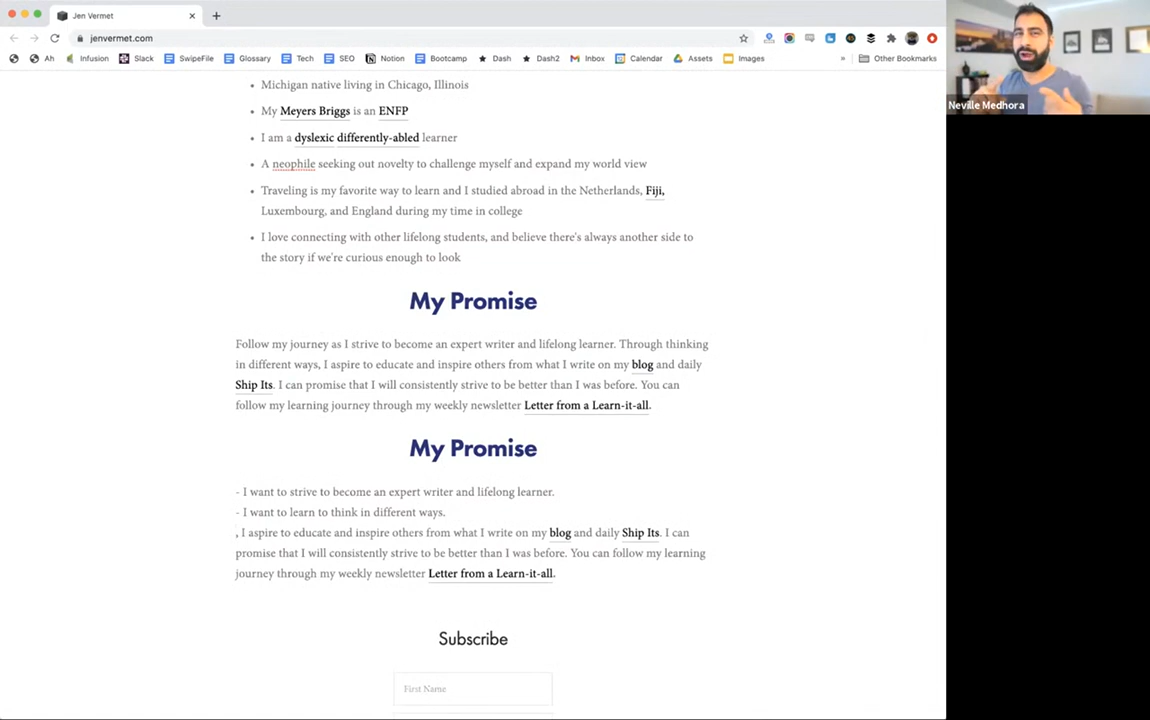 Jen Vermet
jenvermet.com
Ah Infusion Slack SwipeFile Glossary Tech SEO Notion Bootcamp Dash Dash2 Inbox Calendar Assets Images » Other Bookmarks
Neville Medhora
• Michigan native living in Chicago, Illinois
• My Meyers Briggs is an ENFP
• I am a dyslexic differently-abled learner
• A neophile seeking out novelty to challenge myself and expand my world view
• Traveling is my favorite way to learn and I studied abroad in the Netherlands, Fiji,
Luxembourg, and England during my time in college
• I love connecting with other lifelong students, and believe there's always another side to
the story if we're curious enough to look
My Promise
Follow my journey as I strive to become an expert writer and lifelong learner. Through thinking
in different ways, I aspire to educate and inspire others from what I write on my blog and daily
Ship Its. I can promise that I will consistently strive to be better than I was before. You can
follow my learning journey through my weekly newsletter Letter from a Learn-it-all.
My Promise
- I want to strive to become an expert writer and lifelong learner.
- I want to learn to think in different ways.
, I aspire to educate and inspire others from what I write on my blog and daily Ship Its. I can
promise that I will consistently strive to be better than I was before. You can follow my learning
journey through my weekly newsletter Letter from a Learn-it-all.
Subscribe
First Name